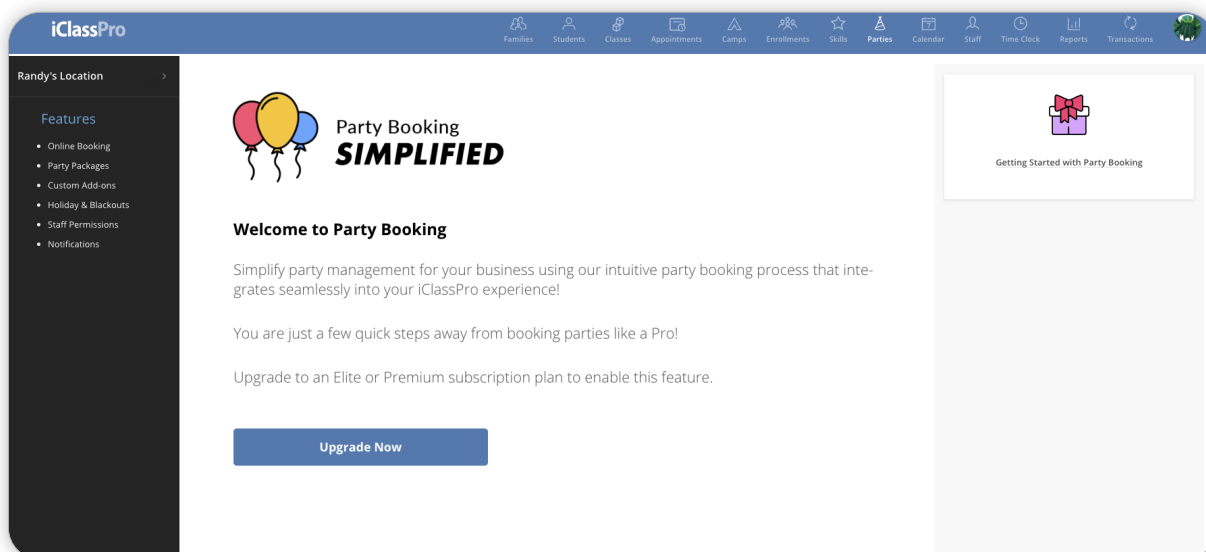 iClassPro
Families Students Classes Appointments Camps Enrollments Skills Parties Calendar Staff Time Clock Reports Transactions
Randy's Location
Features
Online Booking
Party Packages
Custom Add-ons
Holiday & Blackouts
Staff Permissions
Notifications
Party Booking
SIMPLIFIED
Welcome to Party Booking
Simplify party management for your business using our intuitive party booking process that inte-
grates seamlessly into your iClassPro experience!
You are just a few quick steps away from booking parties like a Pro!
Upgrade to an Elite or Premium subscription plan to enable this feature.
Upgrade Now
Getting Started with Party Booking